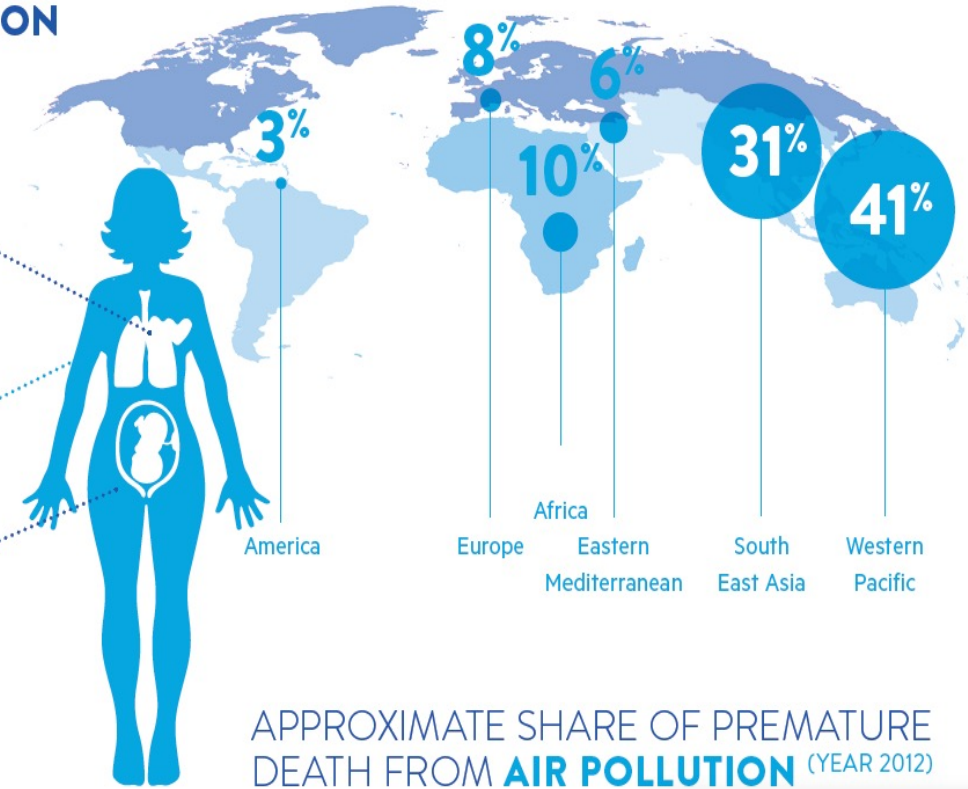 ON
8%
6%
3%
10%
31%
41%
Africa
America
Europe
Eastern
Mediterranean
South
East Asia
Western
Pacific
APPROXIMATE SHARE OF PREMATURE
DEATH FROM AIR POLLUTION (YEAR 2012)